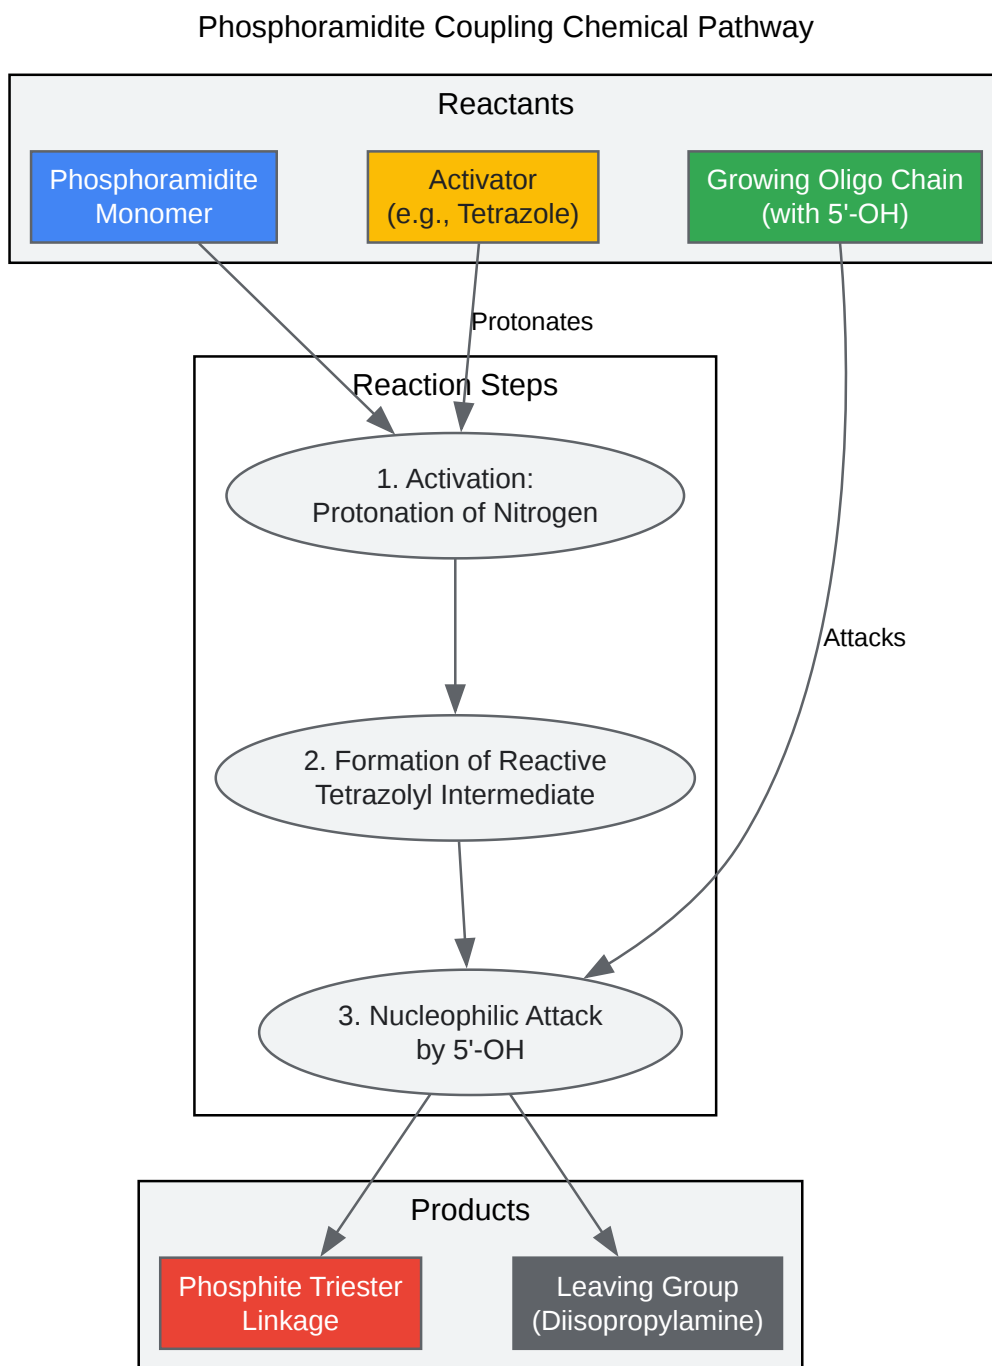 Phosphoramidite Coupling Chemical Pathway
Reactants
Phosphoramidite
Monomer
Activator
(e.g., Tetrazole)
Growing Oligo Chain
(with 5'-OH)
Protonates
Reaction Steps
1. Activation:
Protonation of Nitrogen
Attacks
2. Formation of Reactive
Tetrazolyl Intermediate
3. Nucleophilic Attack
by 5'-OH
Products
Phosphite Triester
Linkage
Leaving Group
(Diisopropylamine)